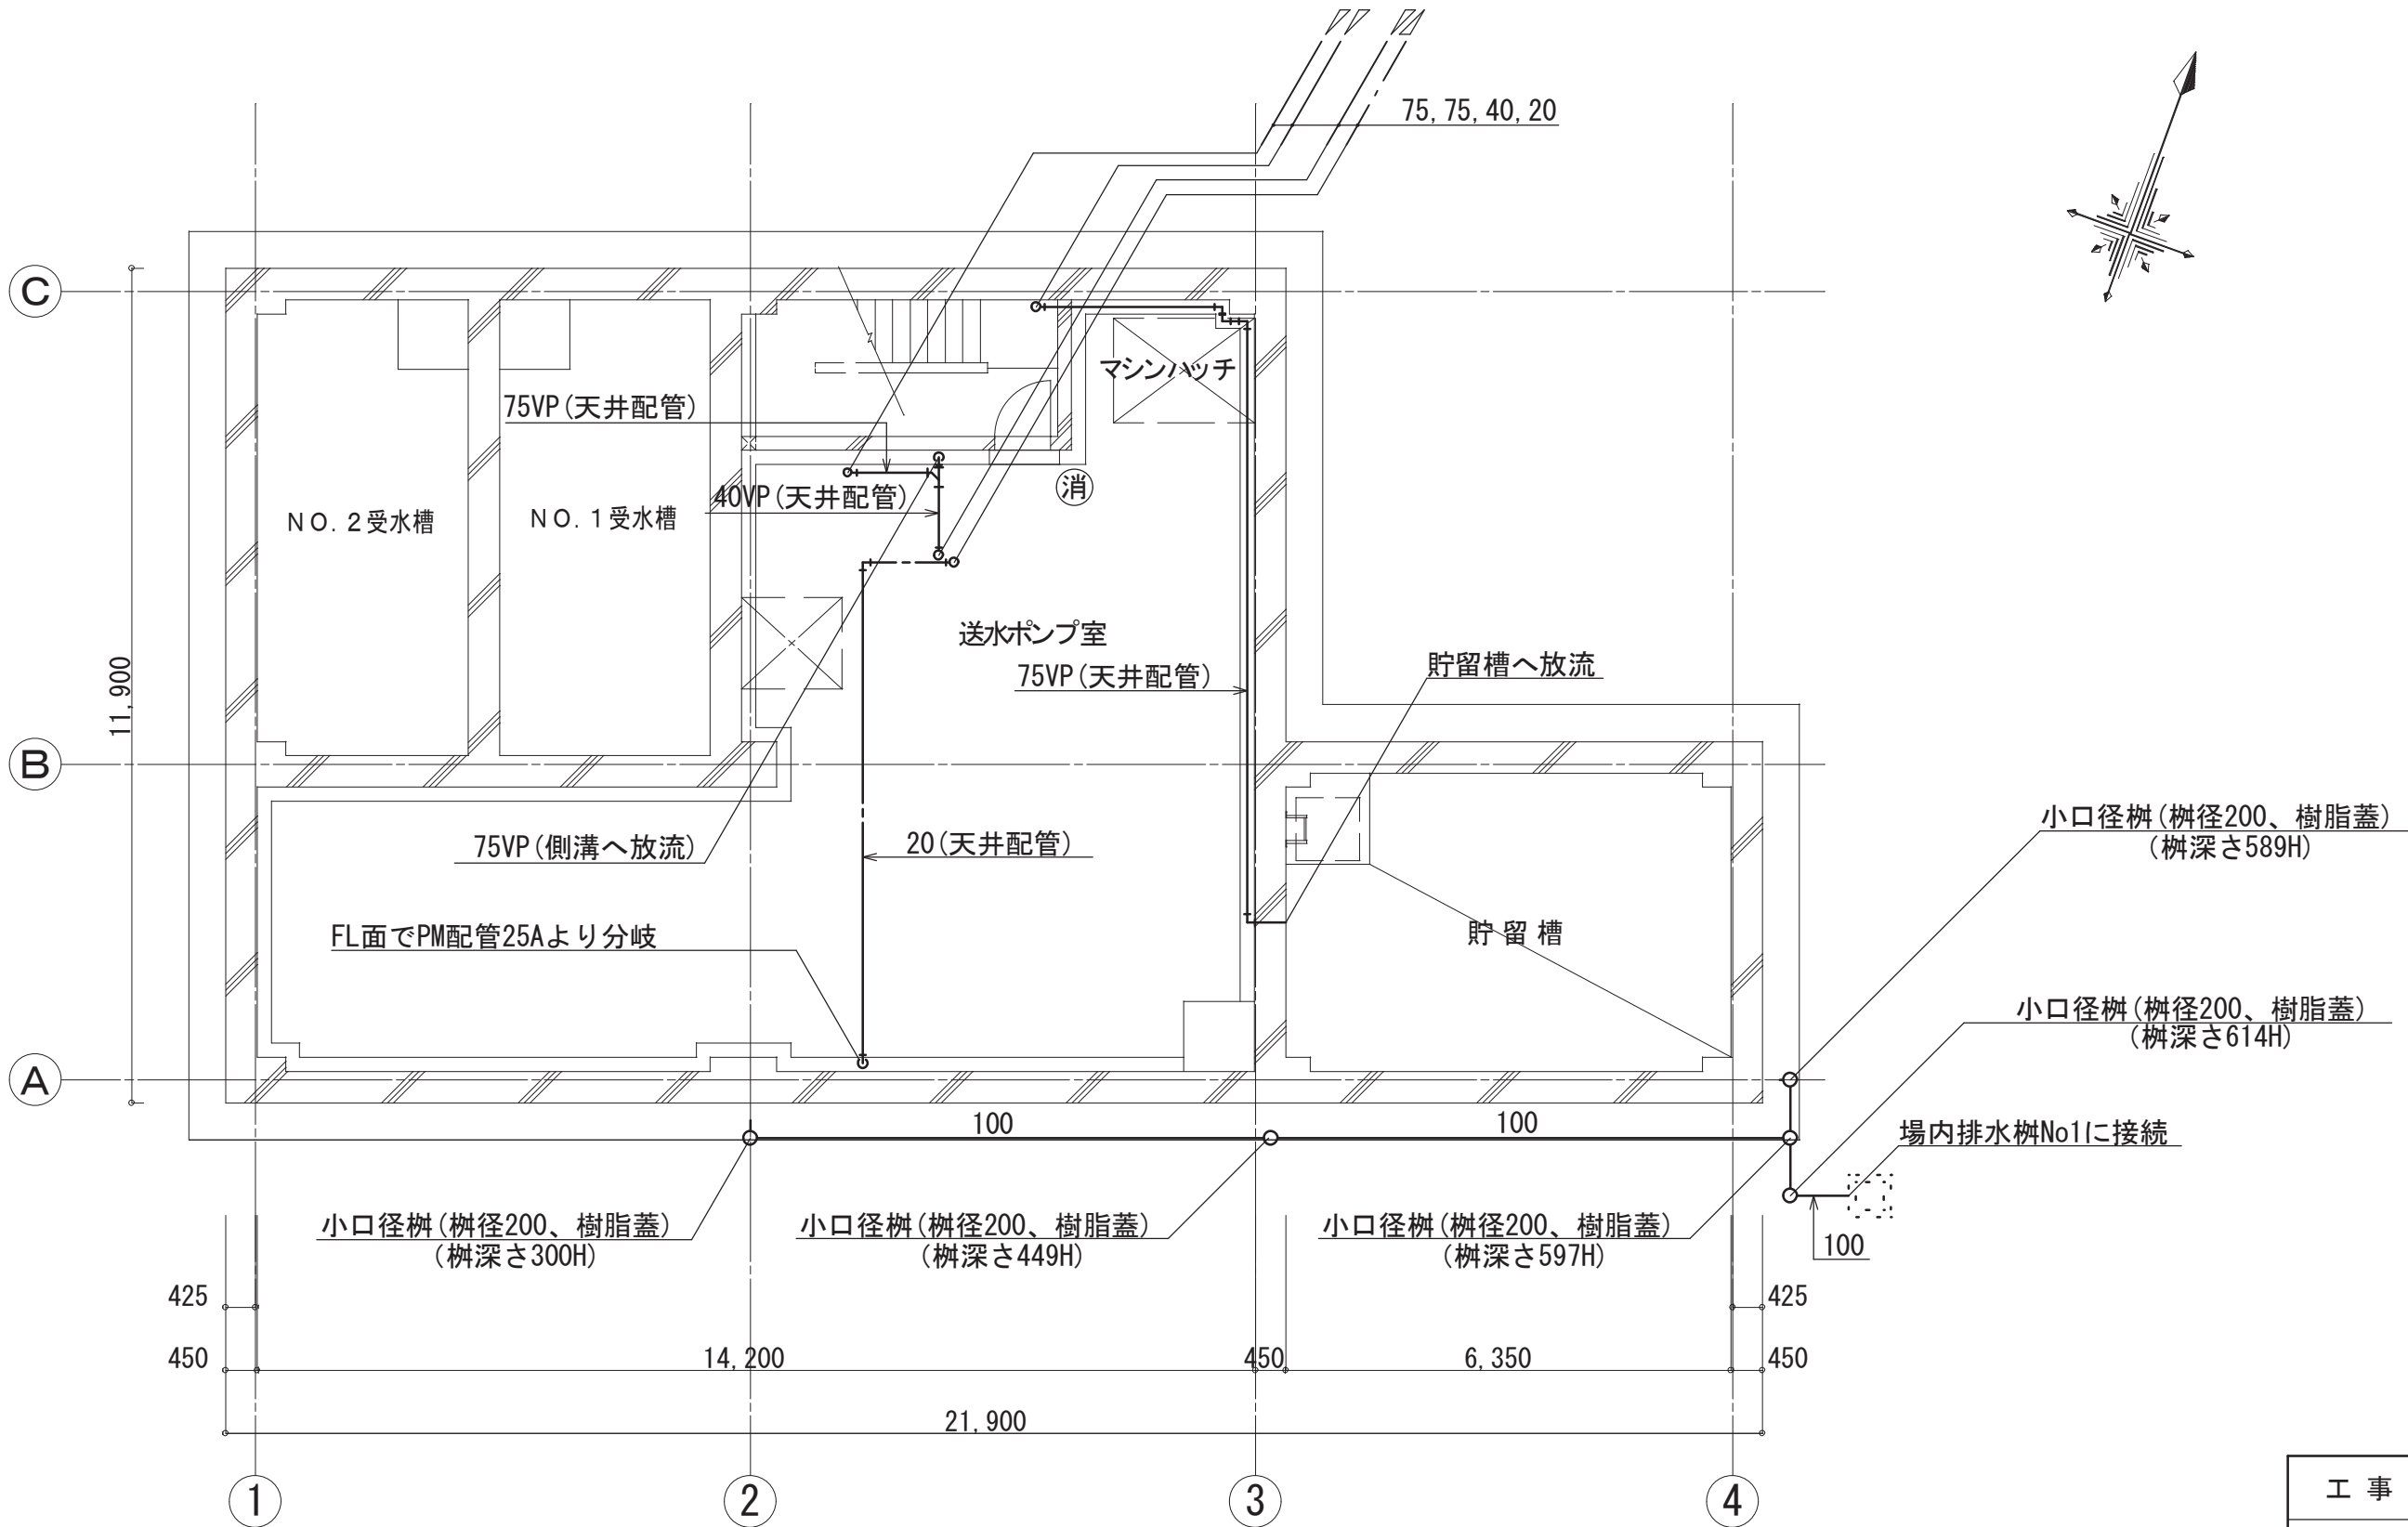 75, 75, 40, 20
C
マシンハッチ
75VP(天井配管)
40VP(天井配管)
消
NO.2受水槽
NO.1受水槽
送水ポンプ室
75VP(天井配管)
貯留槽へ放流
11,900
B
75VP(側溝へ放流)
20(天井配管)
小口径桝(桝径200、樹脂蓋)
(桝深さ589H)
FL面でPM配管25Aより分岐
貯留槽
小口径桝(桝径200、樹脂蓋)
(桝深さ614H)
A
100
100
場内排水桝No1に接続
小口径桝(桝径200、樹脂蓋)
(桝深さ300H)
小口径桝(桝径200、樹脂蓋)
(桝深さ449H)
小口径桝(桝径200、樹脂蓋)
(桝深さ597H)
100
425
425
450
14,200
450
6,350
450
21,900
1
2
3
4
工事